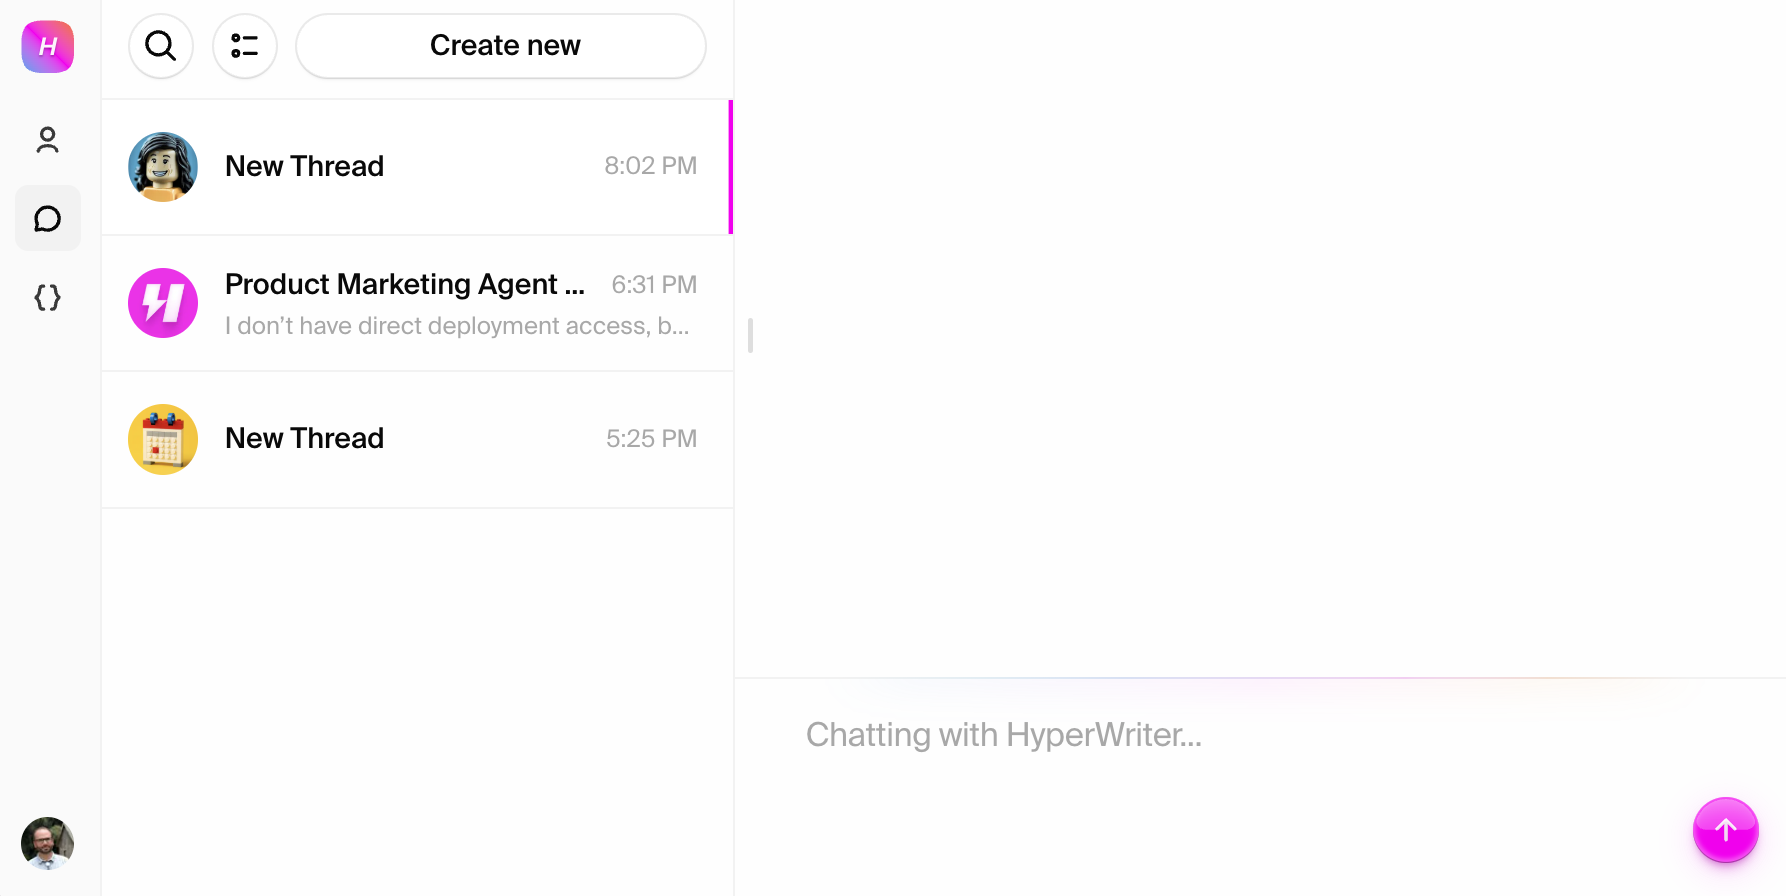 H
Create new
New Thread
8:02 PM
Product Marketing Agent ...
6:31 PM
I don’t have direct deployment access, b...
New Thread
5:25 PM
Chatting with HyperWriter...